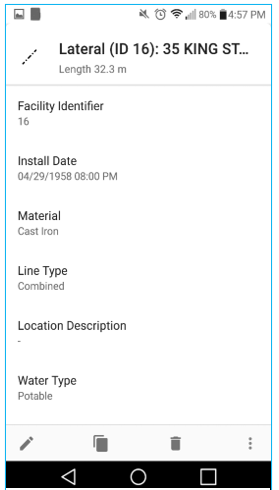 80% 4:57 PM
Lateral (ID 16): 35 KING ST...
Length 32.3 m
Facility Identifier
16
Install Date
04/29/1958 08:00 PM
Material
Cast Iron
Line Type
Combined
Location Description
-
Water Type
Potable